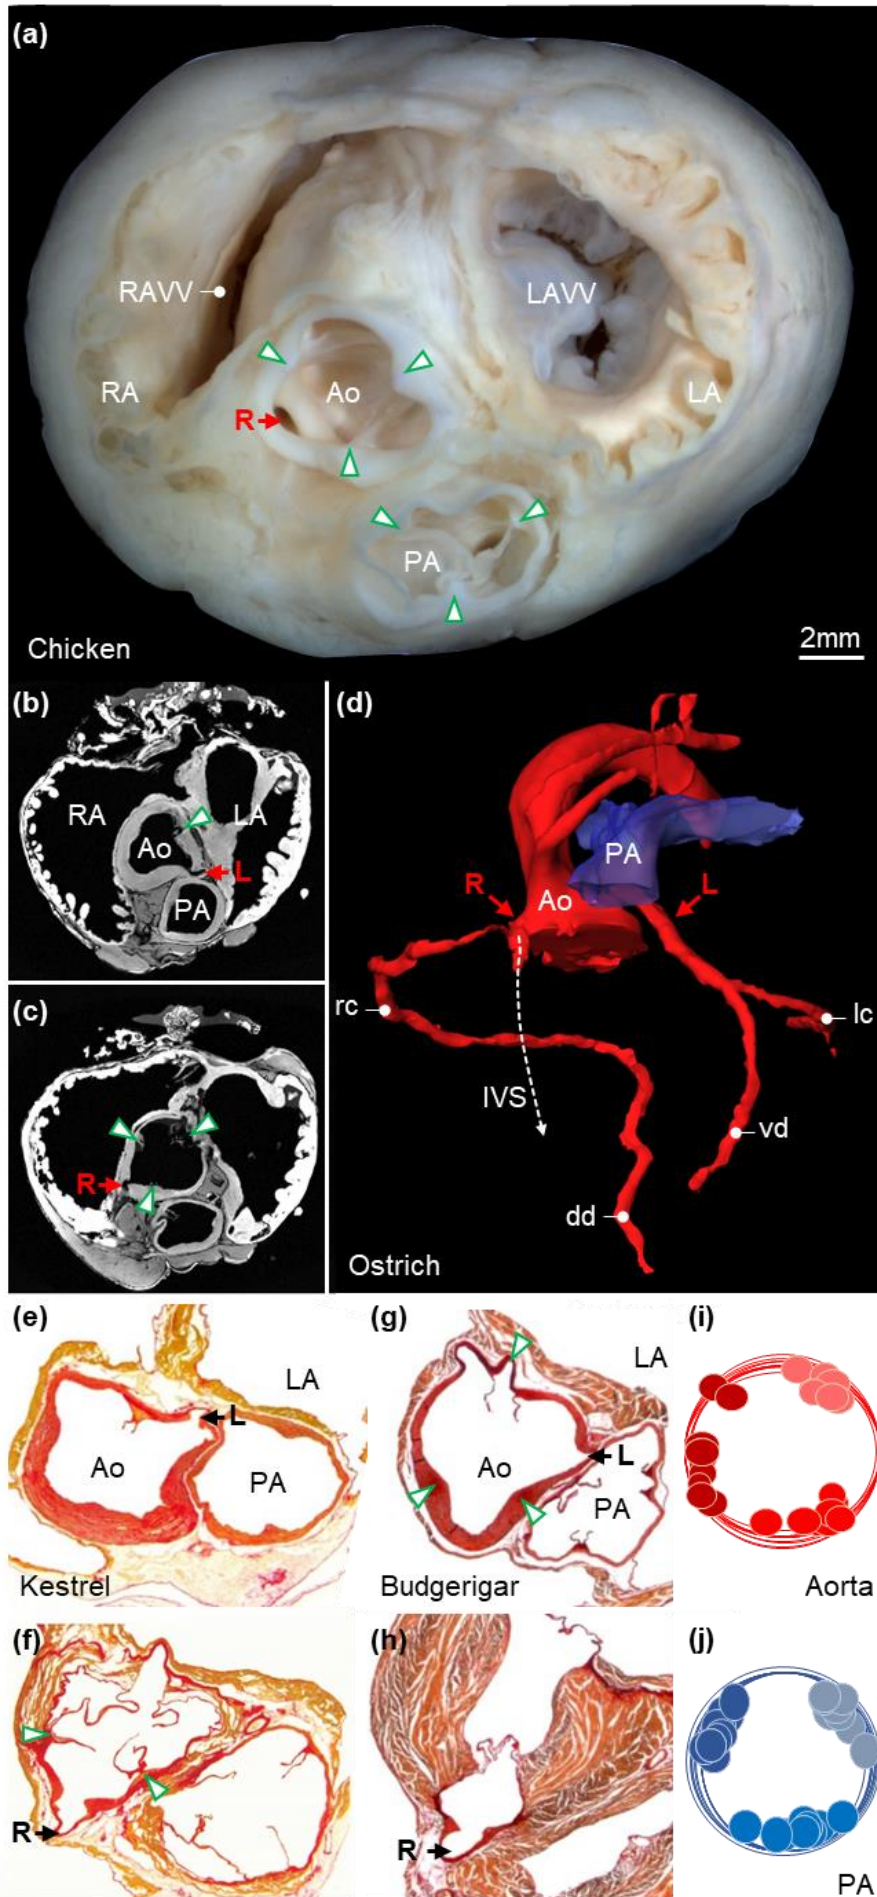 (a)
RAVV
LAVV
RA
Ao
LA
R
PA
Chicken
2mm
(b)
RA
LA
Ao
L
PA
(c)
R
(d)
PA
R
L
Ao
rc
lc
IVS
vd
dd
Ostrich
(e)
LA
L
Ao
PA
Kestrel
(f)
R
(g)
LA
Ao
L
PA
Budgerigar
(h)
R
(i)
Aorta
(j)
PA